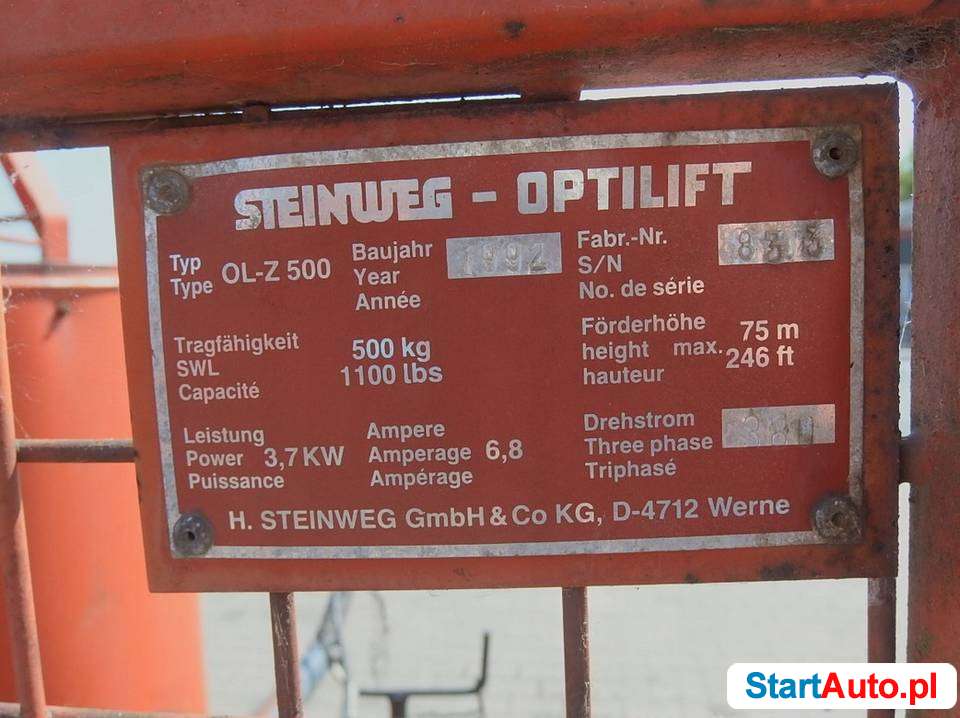 STEINWEG - OPTILIFT
Typ
Type
OL-Z 500
Baujahr
Year
Année
1992
Fabr.-Nr.
S/N
No. de série
8313
Tragfähigkeit
SWL
Capacité
500 kg
1100 lbs
Förderhöhe
height max.
hauteur
75 m
246 ft
Leistung
Power 3,7 KW
Puissance
Ampere
Amperage 6,8
Ampérage
Drehstrom
Three phase
Triphasé
H. STEINWEG GmbH & Co KG, D-4712 Werne
StartAuto.pl